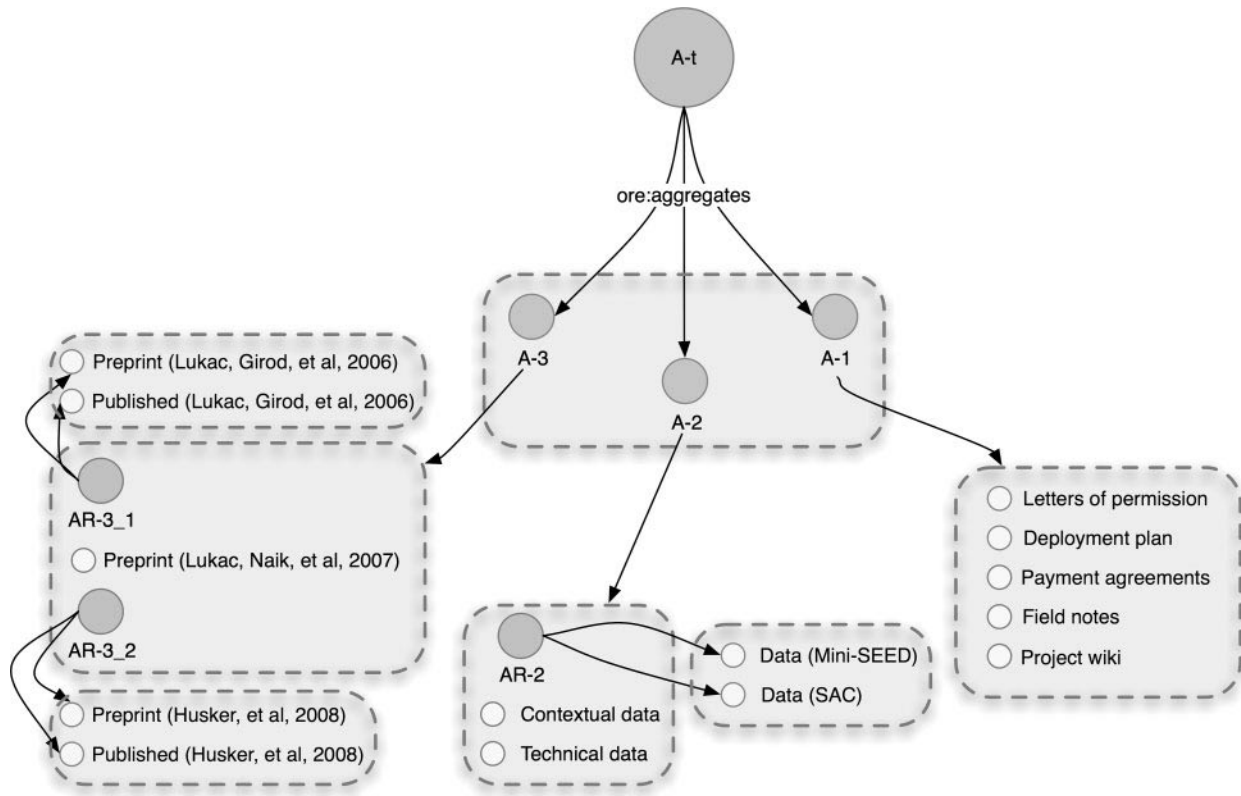 A-t
ore:aggregates
A-3
A-2
A-1
Preprint (Lukac, Girod, et al, 2006)
Published (Lukac, Girod, et al, 2006)
AR-3_1
Preprint (Lukac, Naik, et al, 2007)
AR-3_2
Preprint (Husker, et al, 2008)
Published (Husker, et al, 2008)
AR-2
Contextual data
Technical data
Data (Mini-SEED)
Data (SAC)
Letters of permission
Deployment plan
Payment agreements
Field notes
Project wiki